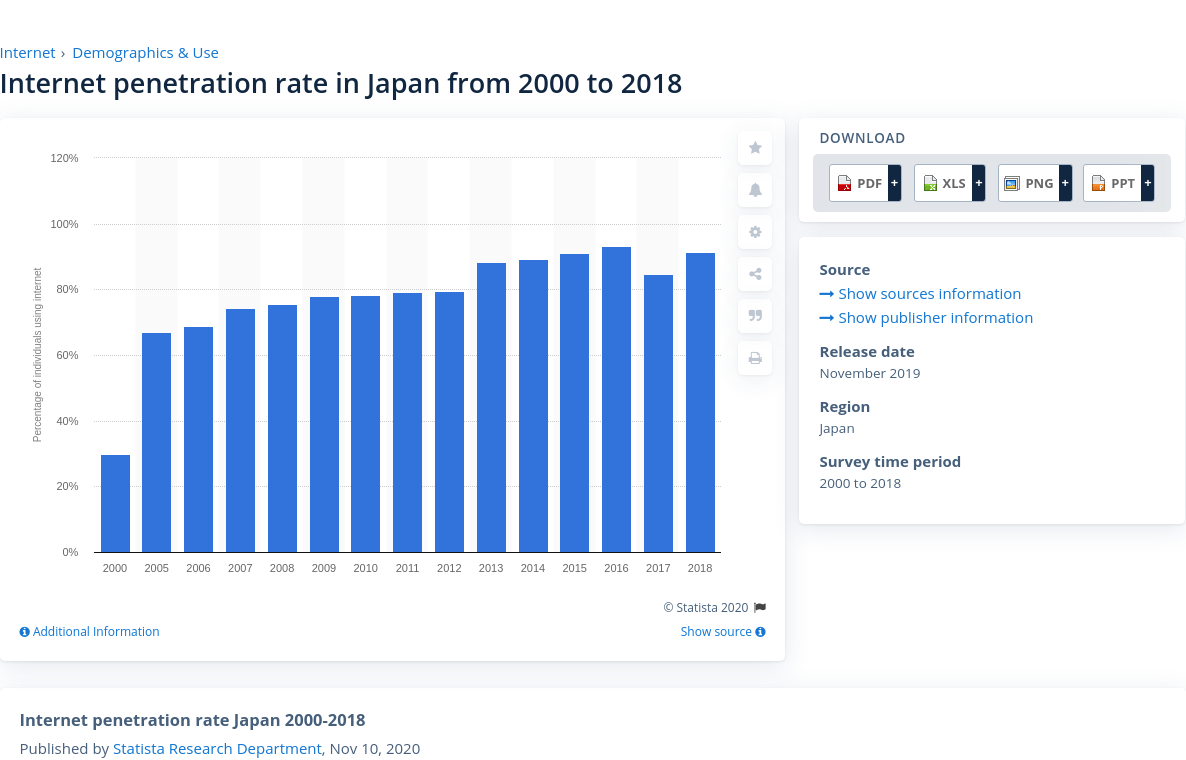 Internet › Demographics & Use
Internet penetration rate in Japan from 2000 to 2018
120%
100%
80%
60%
40%
20%
0%
Percentage of individuals using internet
2000 2005 2006 2007 2008 2009 2010 2011 2012 2013 2014 2015 2016 2017 2018
© Statista 2020
Additional Information
Show source
DOWNLOAD
PDF + XLS + PNG + PPT +
Source
Show sources information
Show publisher information
Release date
November 2019
Region
Japan
Survey time period
2000 to 2018
Internet penetration rate Japan 2000-2018
Published by Statista Research Department, Nov 10, 2020